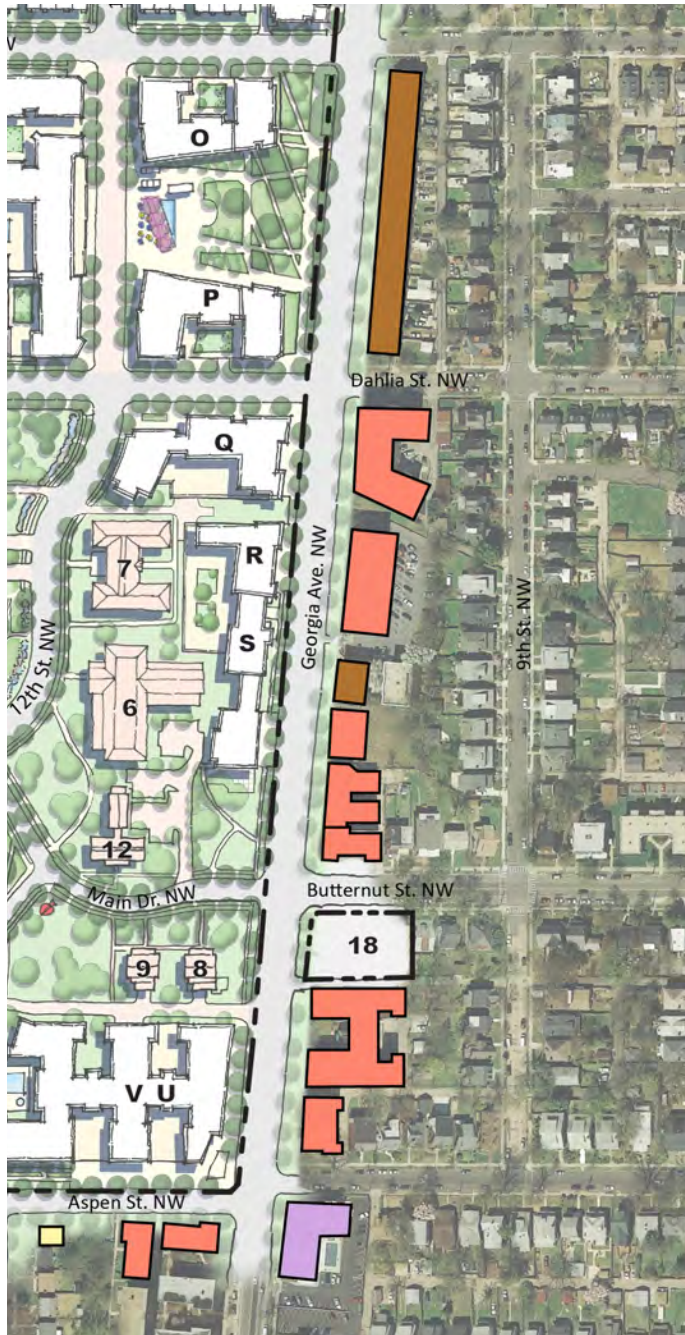 W
O
P
Dahlia St. NW
Q
R
7
Georgia Ave. NW
S
9th St. NW
12th St. NW
6
12
Main Dr. NW
Butternut St. NW
18
9
8
V
U
Aspen St. NW